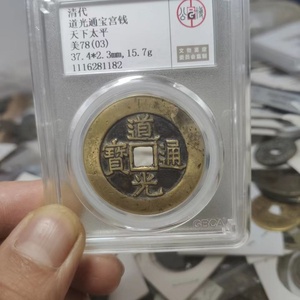 清代
道光通宝宫钱
天下太平
美78(03)
37.4*2.3mm,15.7g
1116281182
道光通寶